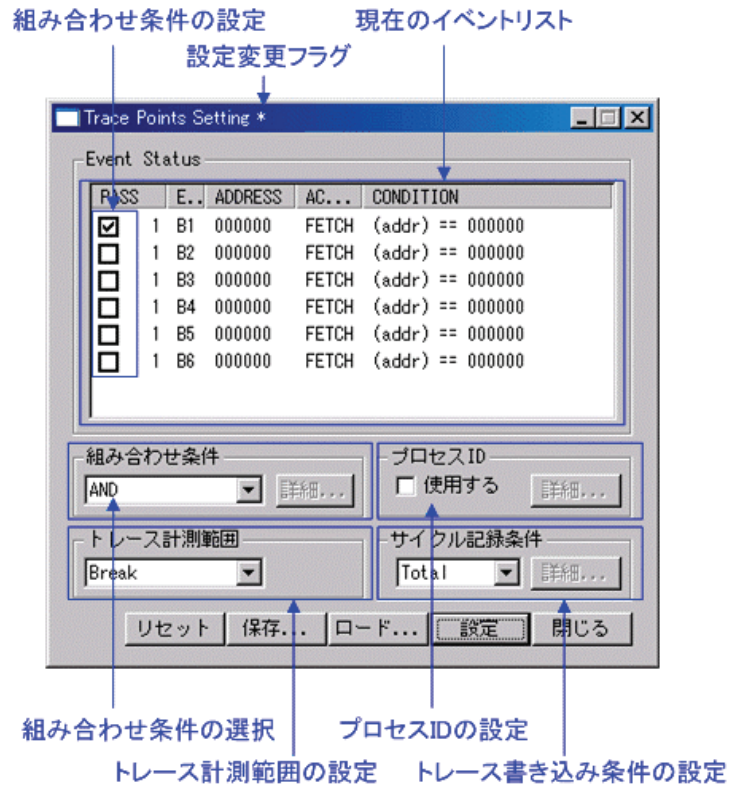 組み合わせ条件の設定
現在のイベントリスト
設定変更フラグ
Trace Points Setting *
Event Status
PASS E.. ADDRESS AC... CONDITION
1 B1 000000 FETCH (addr) == 000000
1 B2 000000 FETCH (addr) == 000000
1 B3 000000 FETCH (addr) == 000000
1 B4 000000 FETCH (addr) == 000000
1 B5 000000 FETCH (addr) == 000000
1 B6 000000 FETCH (addr) == 000000
組み合わせ条件
AND 詳細...
プロセスID
使用する 詳細...
トレース計測範囲
Break
サイクル記録条件
Total 詳細...
リセット 保存... ロード... 設定 閉じる
組み合わせ条件の選択
プロセスIDの設定
トレース計測範囲の設定
トレース書き込み条件の設定